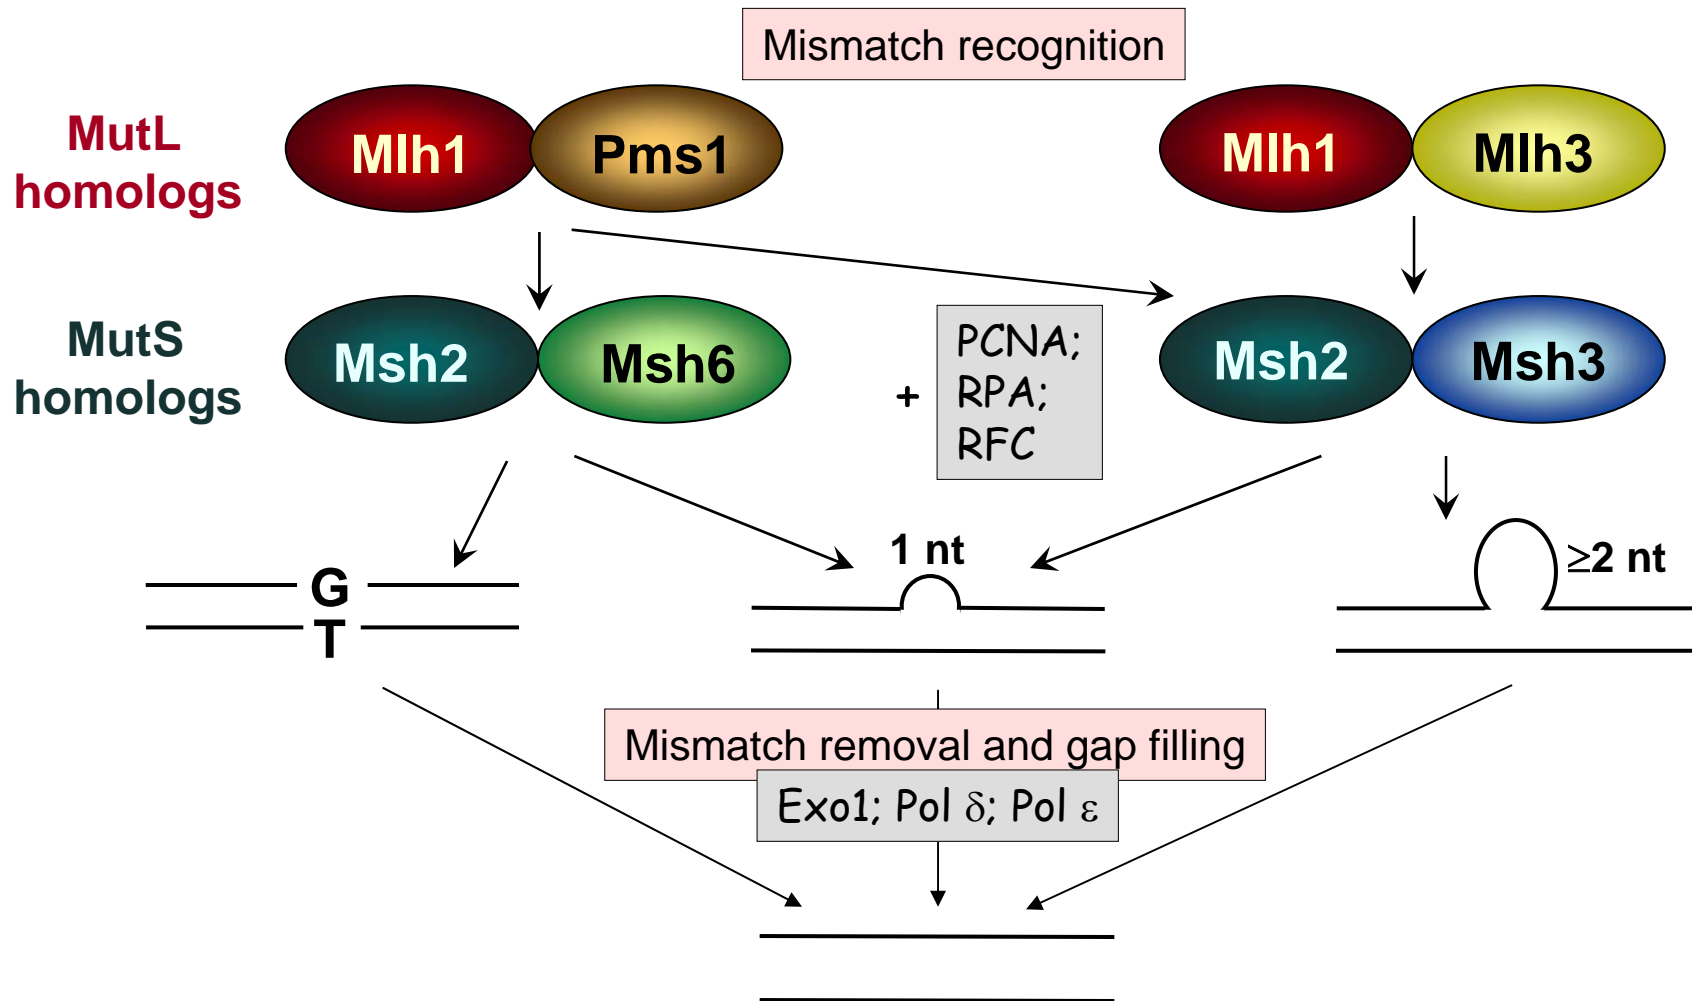 Mismatch recognition
MutL
homologs
Mlh1
Pms1
Mlh1
Mlh3
MutS
homologs
Msh2
Msh6
+
PCNA;
RPA;
RFC
Msh2
Msh3
G
T
1 nt
≥2 nt
Mismatch removal and gap filling
Exo1; Pol δ; Pol ε